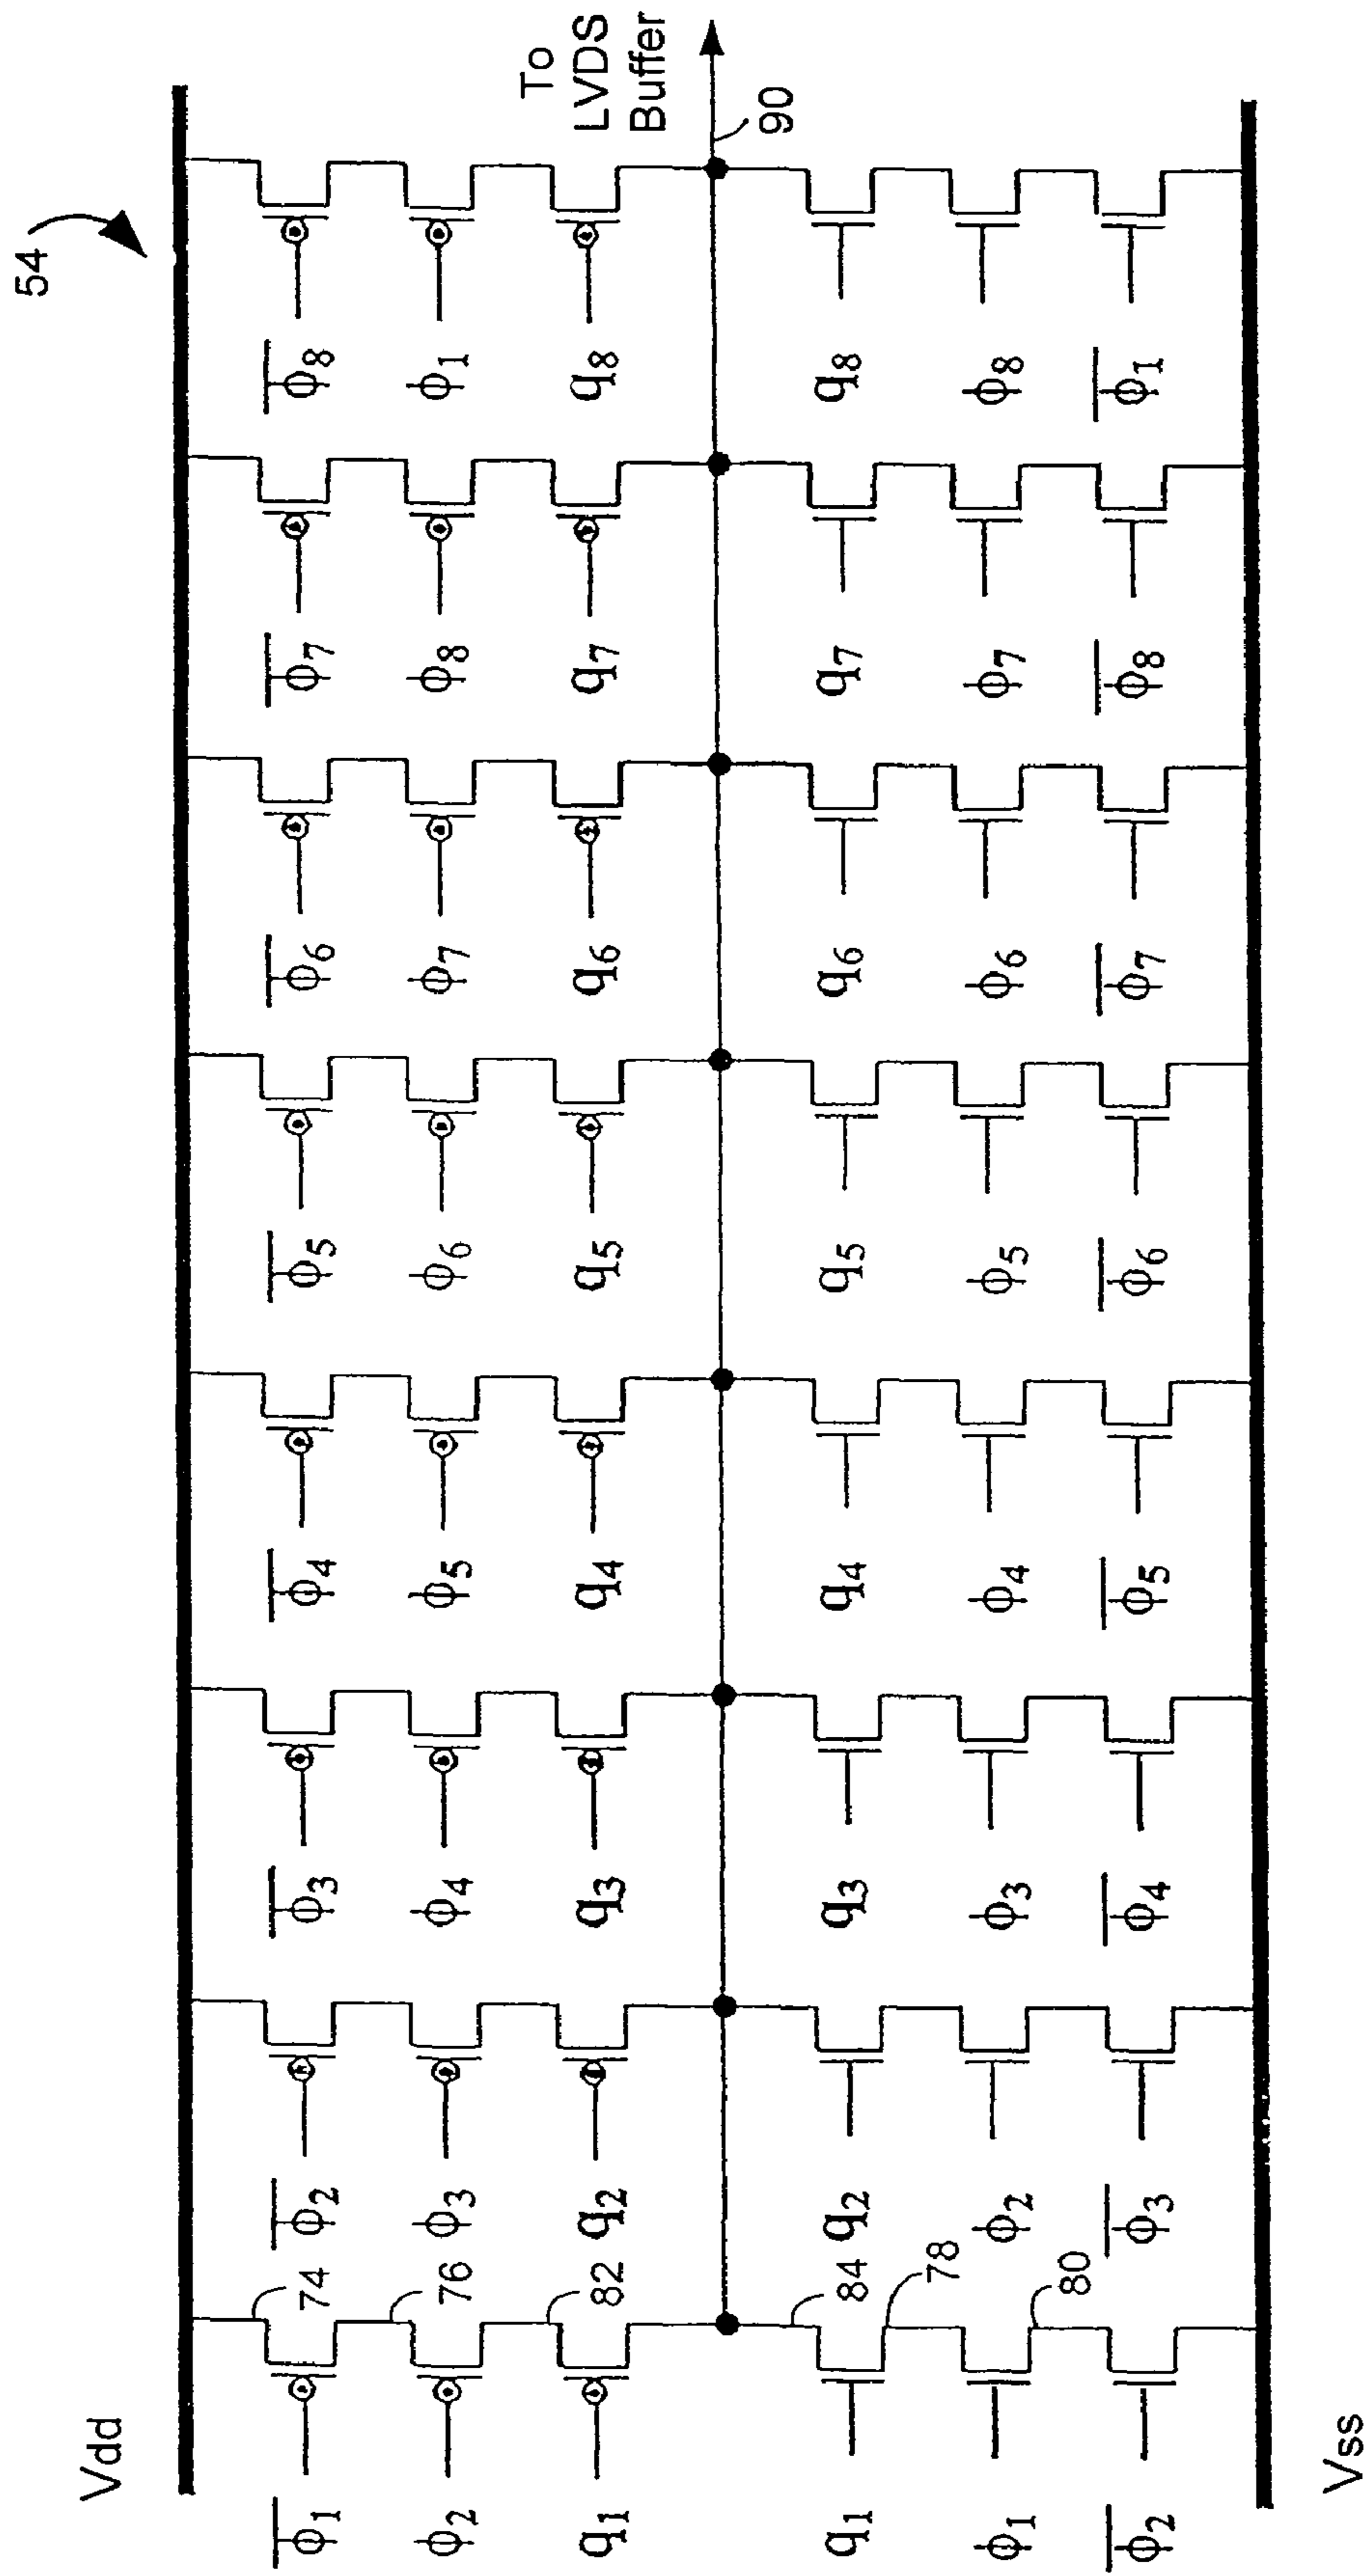 54
Vdd
To
LVDS
Buffer
90
ϕ̅1 ϕ̅2 ϕ̅3 ϕ̅4 ϕ̅5 ϕ̅6 ϕ̅7 ϕ̅8
74
ϕ2 ϕ3 ϕ4 ϕ5 ϕ6 ϕ7 ϕ8 ϕ1
76
q1 q2 q3 q4 q5 q6 q7 q8
82
q1 q2 q3 q4 q5 q6 q7 q8
84
78
ϕ1 ϕ2 ϕ3 ϕ4 ϕ5 ϕ6 ϕ7 ϕ8
80
ϕ̅2 ϕ̅3 ϕ̅4 ϕ̅5 ϕ̅6 ϕ̅7 ϕ̅8 ϕ̅1
Vss